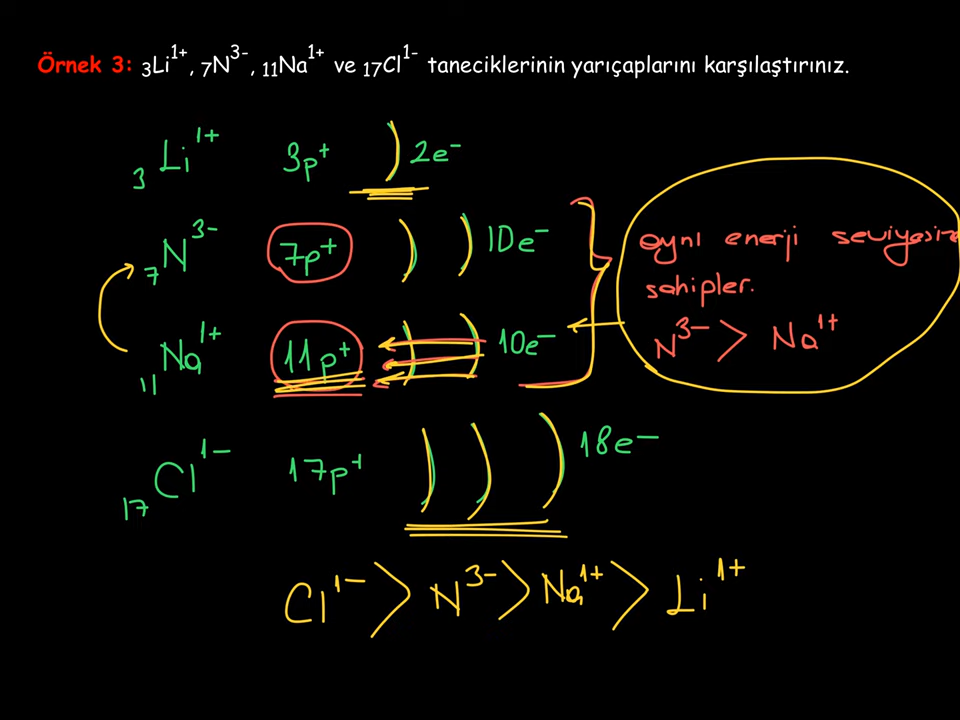 Örnek 3: ₃Li¹⁺, ₇N³⁻, ₁₁Na¹⁺ ve ₁₇Cl¹⁻ taneciklerinin yarıçaplarını karşılaştırınız.
₃Li¹⁺ 3p⁺ ) 2e⁻
₇N³⁻ 7p⁺ ) ) 10e⁻
₁₁Na¹⁺ 11p⁺ ) ) 10e⁻
aynı enerji seviyesine
sahipler.
N³⁻ > Na¹⁺
₁₇Cl¹⁻ 17p⁺ ) ) ) 18e⁻
Cl¹⁻ > N³⁻ > Na¹⁺ > Li¹⁺